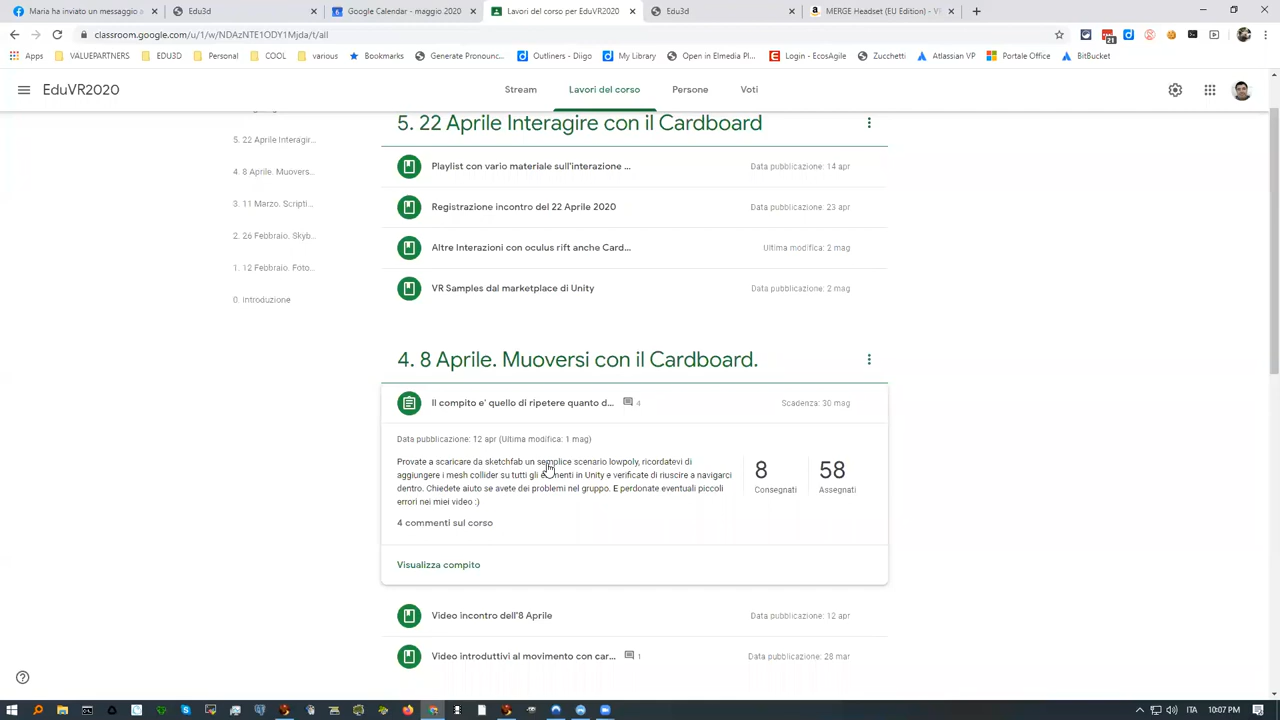 Maria ha inviato un messaggio a
Edu3d
Google Calendar - maggio 2020
Lavori del corso per EduVR2020
Edu3d
MERGE Headset (EU Edition) - VR
classroom.google.com/u/1/w/NDAzNTE1ODY1Mjda/t/all
21
Apps
VALUEPARTNERS
EDU3D
Personal
COOL
various
Bookmarks
Generate Proximity...
Outliners - Diigo
My Library
Open in Elmedia Pl...
Login - EcosAgile
Zucchetti
Atlassian VP
Portale Office
BitBucket
EduVR2020
Stream
Lavori del corso
Persone
Voti
5. 22 Aprile Interagir...
4. 8 Aprile. Muovers...
3. 11 Marzo. Scripti...
2. 26 Febbraio. Skyb...
1. 12 Febbraio. Foto...
0. Introduzione
5. 22 Aprile Interagire con il Cardboard
Playlist con vario materiale sull'interazione ...
Data pubblicazione: 14 apr
Registrazione incontro del 22 Aprile 2020
Data pubblicazione: 23 apr
Altre Interazioni con oculus rift anche Card...
Ultima modifica: 2 mag
VR Samples dal marketplace di Unity
Data pubblicazione: 2 mag
4. 8 Aprile. Muoversi con il Cardboard.
Il compito e' quello di ripetere quanto d...
4
Scadenza: 30 mag
Data pubblicazione: 12 apr (Ultima modifica: 1 mag)
Provate a scaricare da sketchfab un semplice scenario lowpoly, ricordatevi di
aggiungere i mesh collider su tutti gli elementi in Unity e verificate di riuscire a navigarci
dentro. Chiedete aiuto se avete dei problemi nel gruppo. E perdonate eventuali piccoli
errori nei miei video :)
8
Consegnati
58
Assegnati
4 commenti sul corso
Visualizza compito
Video incontro dell'8 Aprile
Data pubblicazione: 12 apr
Video introduttivi al movimento con car...
1
Data pubblicazione: 28 mar
ITA
10:07 PM